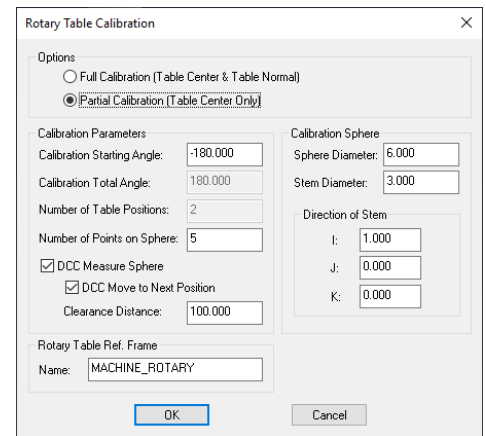 Rotary Table Calibration
Options
Full Calibration (Table Center & Table Normal)
Partial Calibration (Table Center Only)
Calibration Parameters
Calibration Starting Angle: -180.000
Calibration Total Angle: 180.000
Number of Table Positions: 2
Number of Points on Sphere: 5
DCC Measure Sphere
DCC Move to Next Position
Clearance Distance: 100.000
Calibration Sphere
Sphere Diameter: 6.000
Stem Diameter: 3.000
Direction of Stem
I: 1.000
J: 0.000
K: 0.000
Rotary Table Ref. Frame
Name: MACHINE_ROTARY
OK Cancel